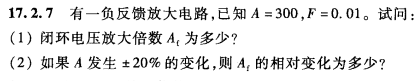 17.2.7 有一负反馈放大电路,已知 A = 300, F = 0.01。试问:
(1) 闭环电压放大倍数 Af 为多少?
(2) 如果 A 发生 ±20% 的变化,则 Af 的相对变化为多少?